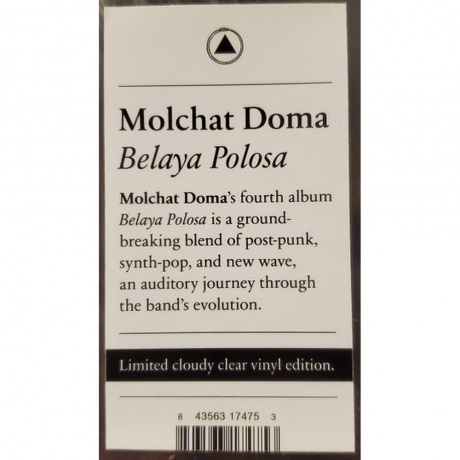 Molchat Doma
Belaya Polosa
Molchat Doma's fourth album
Belaya Polosa is a ground-
breaking blend of post-punk,
synth-pop, and new wave,
an auditory journey through
the band's evolution.
Limited cloudy clear vinyl edition.
8 43563 17475 3